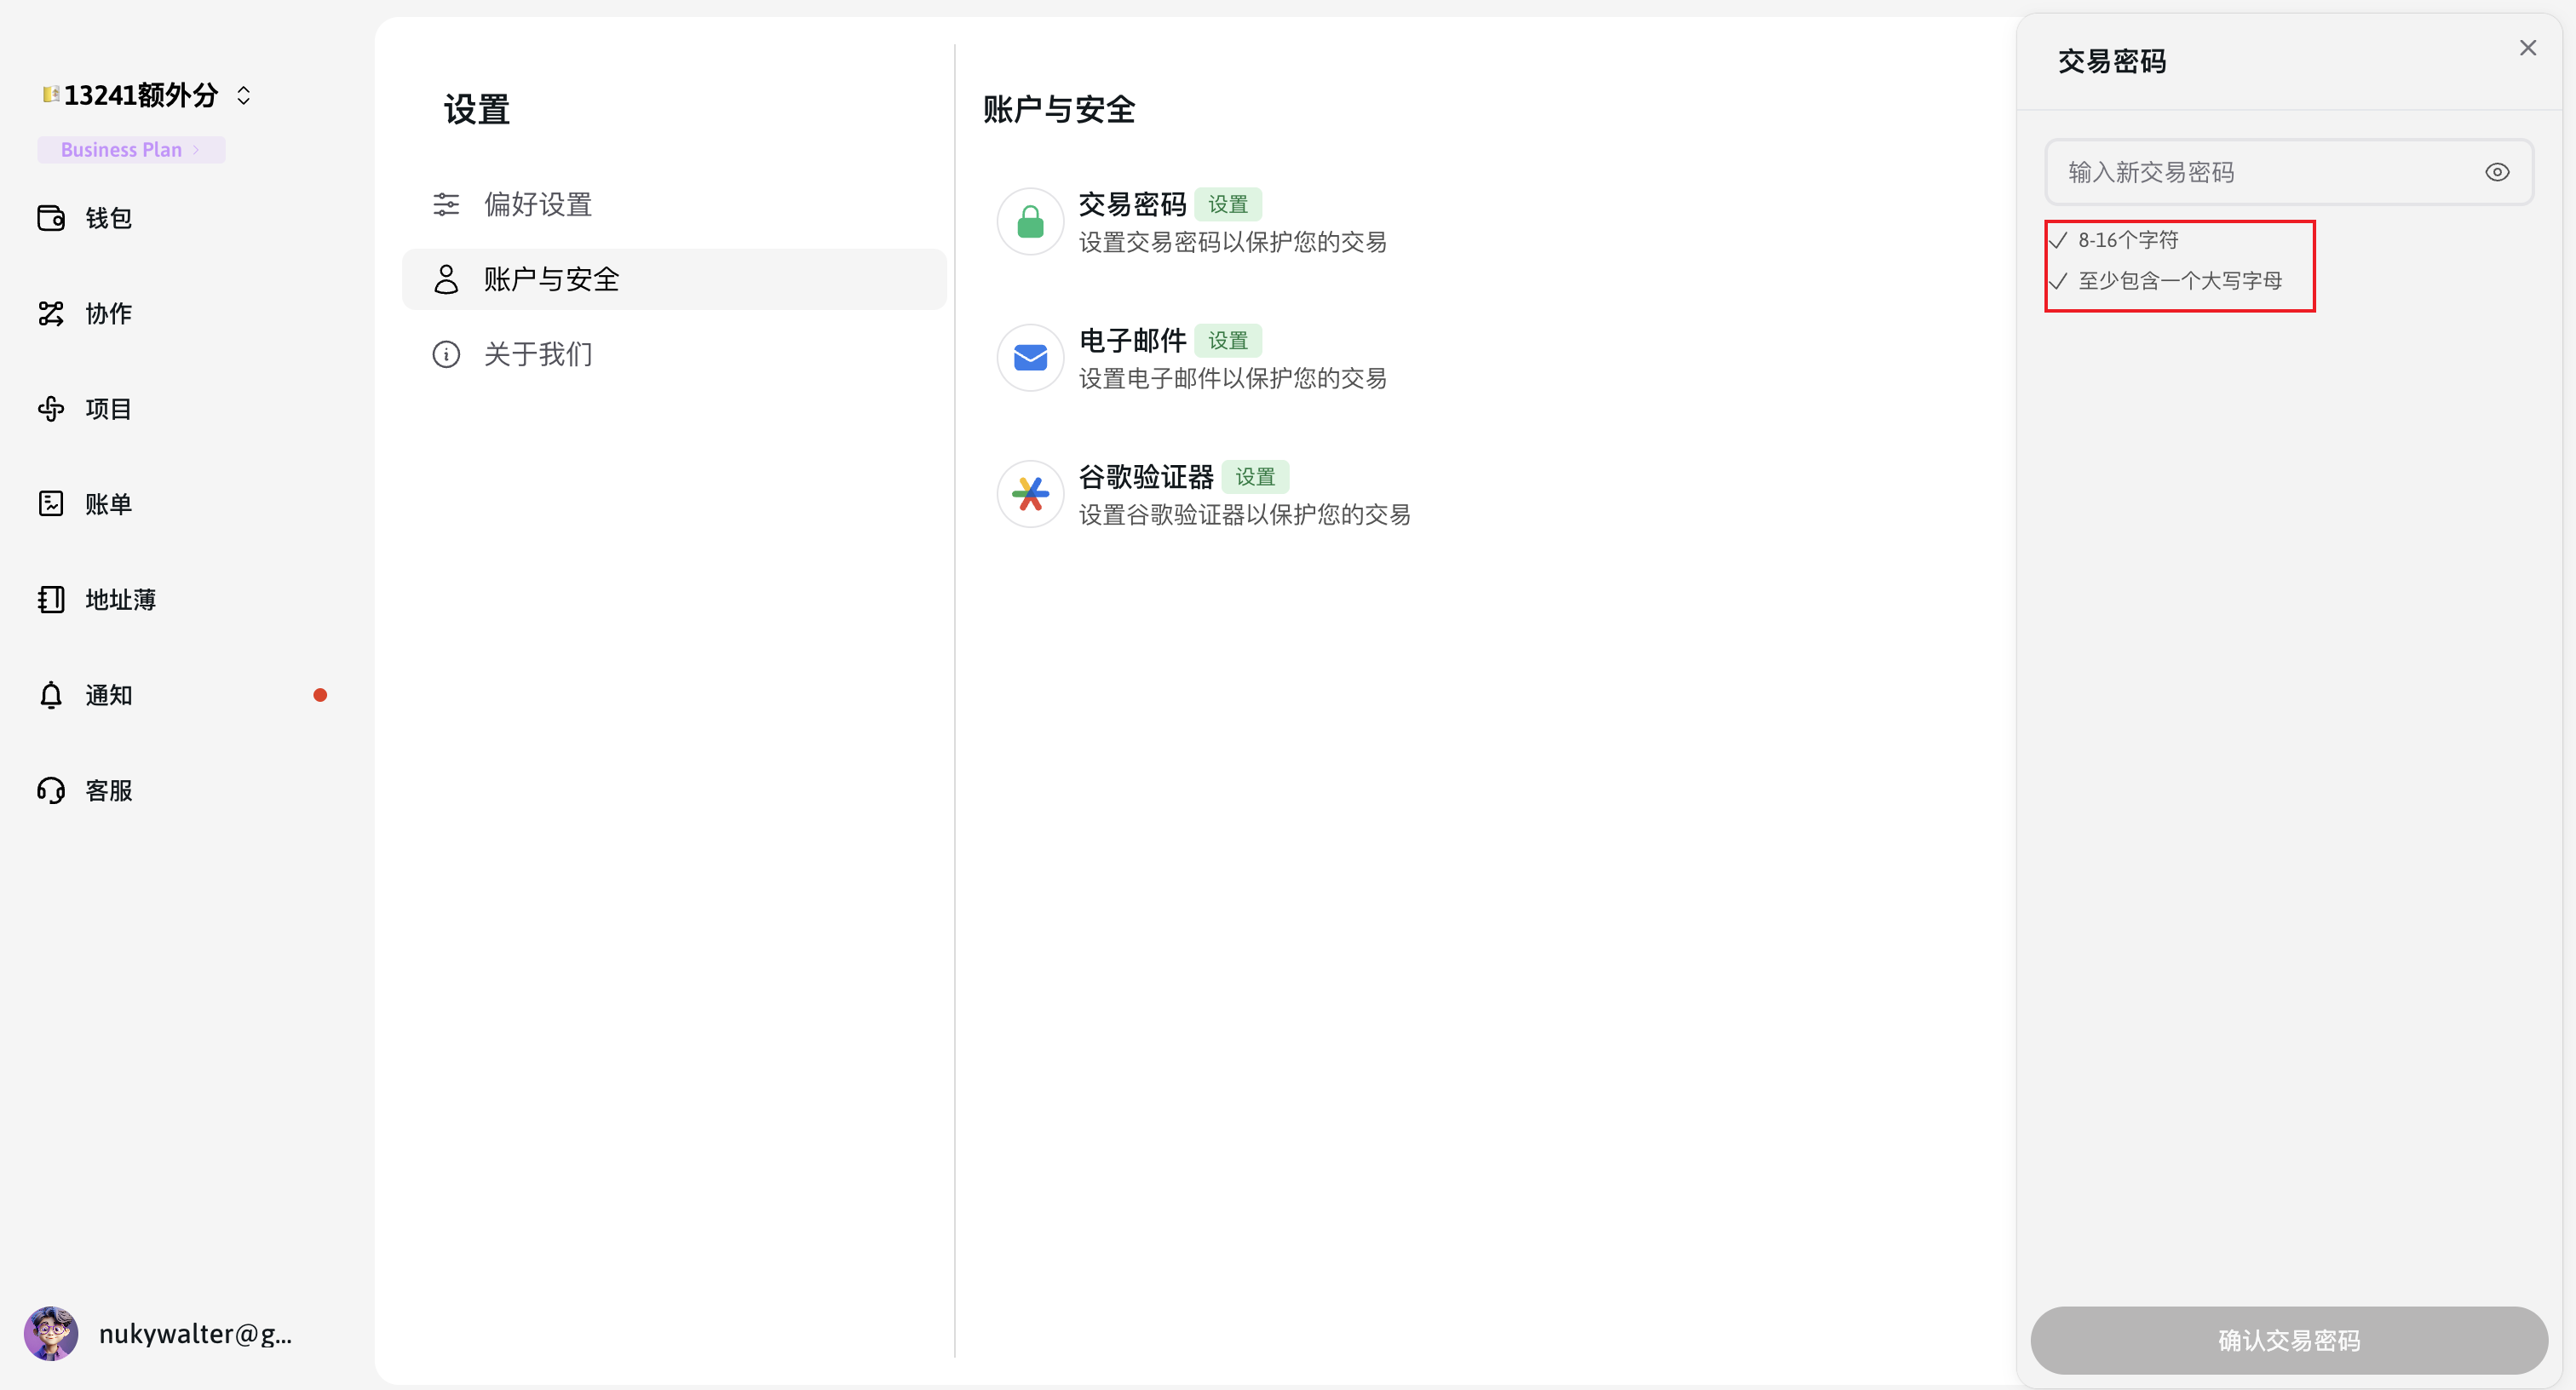 13241额外分
Business Plan
钱包
协作
项目
账单
地址薄
通知
客服
nukywalter@g...
设置
偏好设置
账户与安全
关于我们
账户与安全
交易密码 设置
设置交易密码以保护您的交易
电子邮件 设置
设置电子邮件以保护您的交易
谷歌验证器 设置
设置谷歌验证器以保护您的交易
交易密码
输入新交易密码
8-16个字符
至少包含一个大写字母
确认交易密码